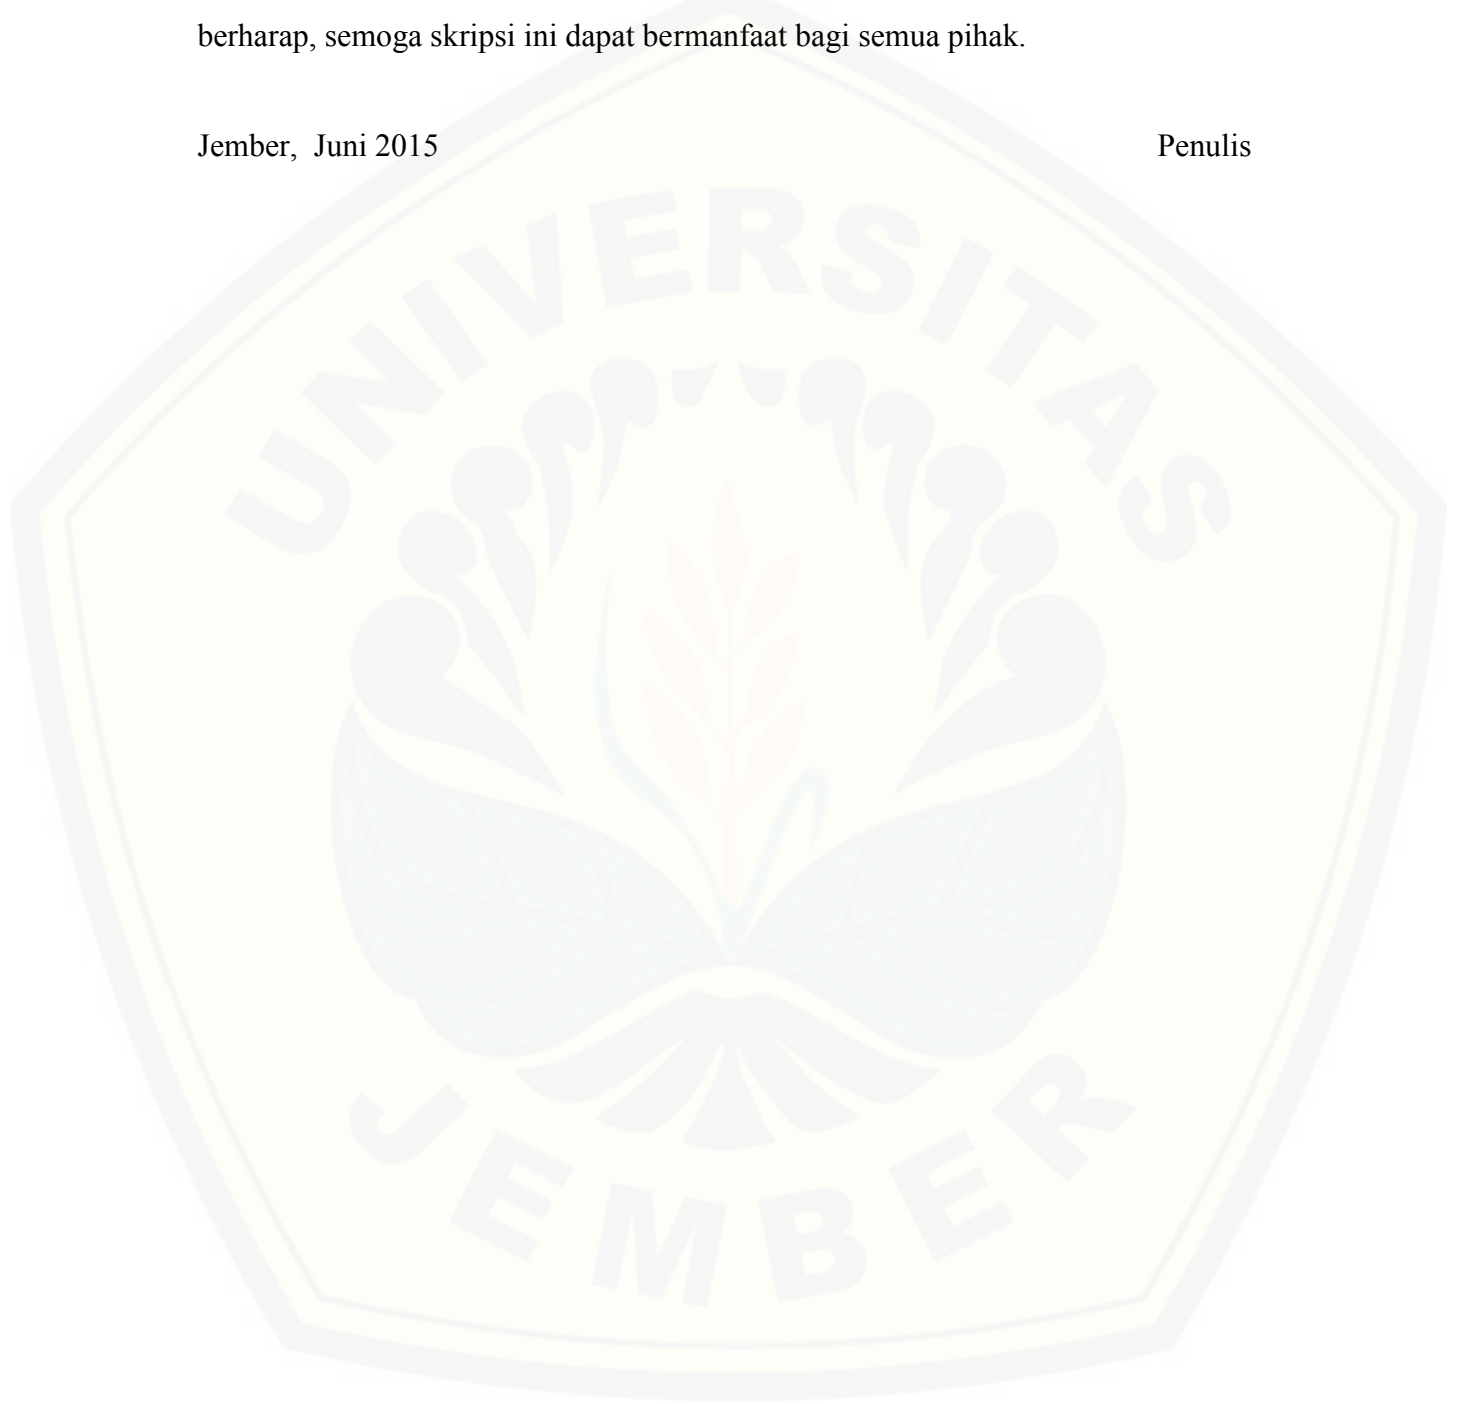 berharap, semoga skripsi ini dapat bermanfaat bagi semua pihak.
Jember,  Juni 2015 Penulis
UNIVERSITAS
JEMBER